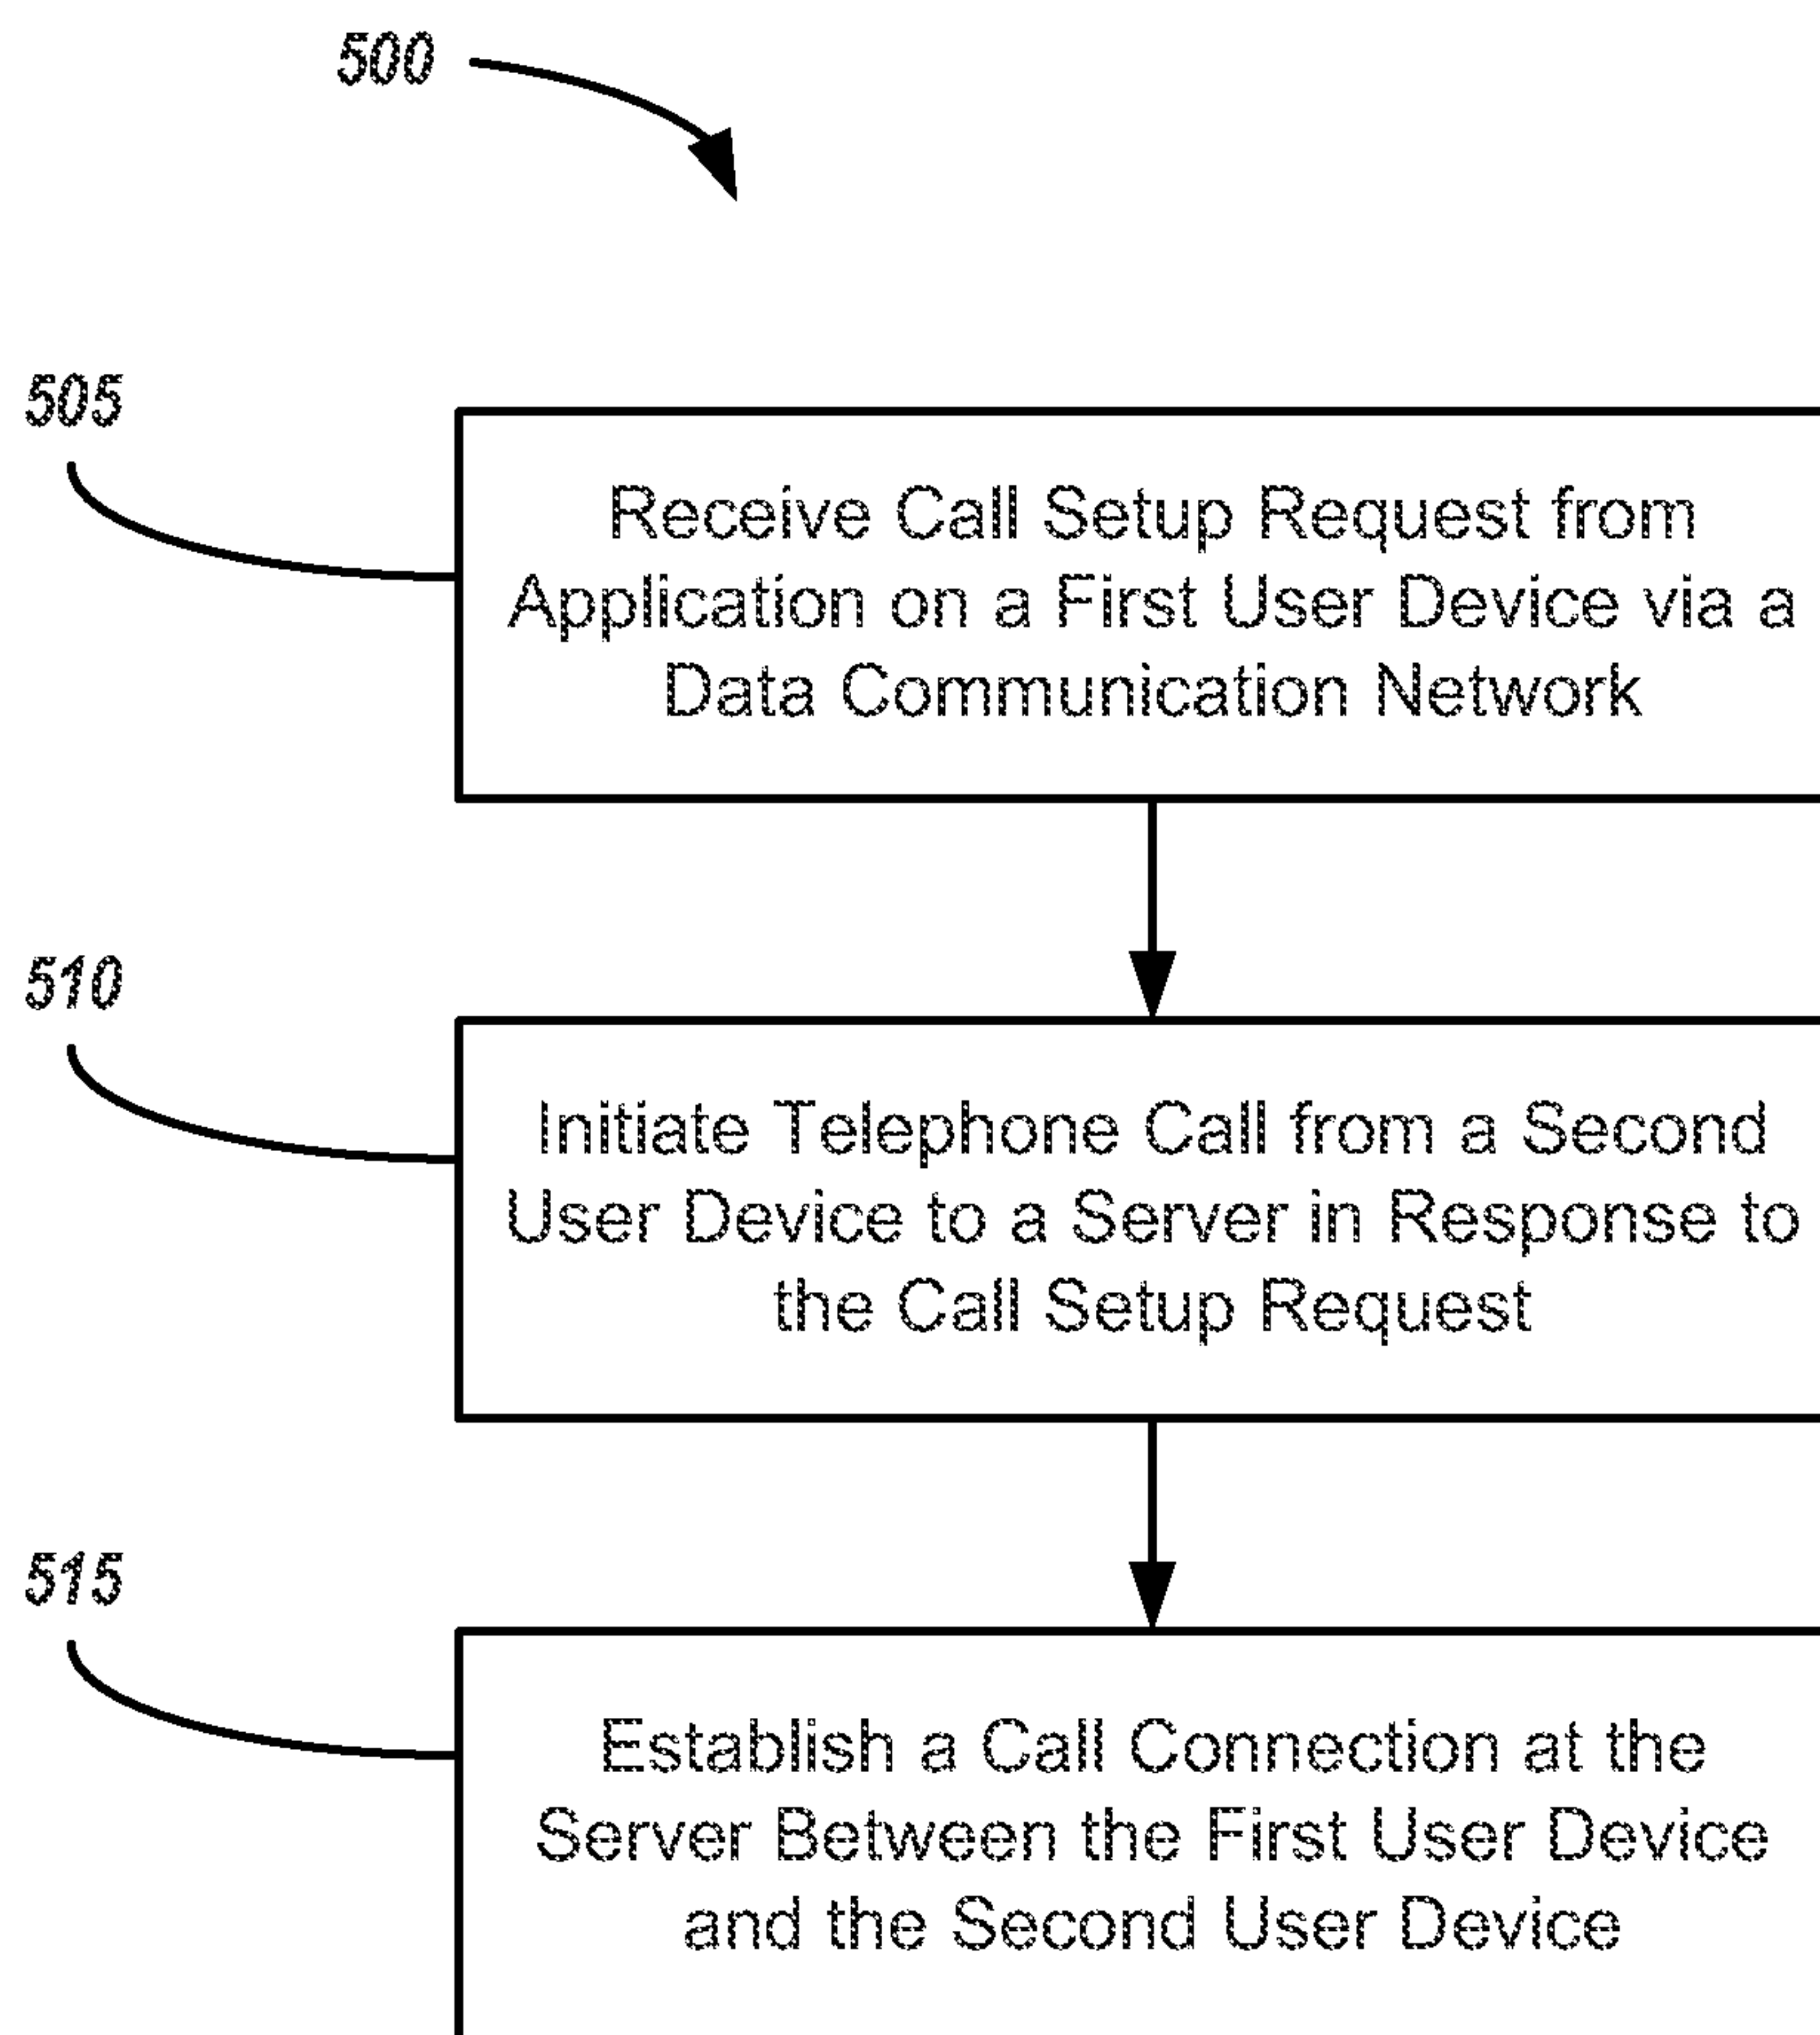 500
505
Receive Call Setup Request from
Application on a First User Device via a
Data Communication Network
510
Initiate Telephone Call from a Second
User Device to a Server in Response to
the Call Setup Request
515
Establish a Call Connection at the
Server Between the First User Device
and the Second User Device